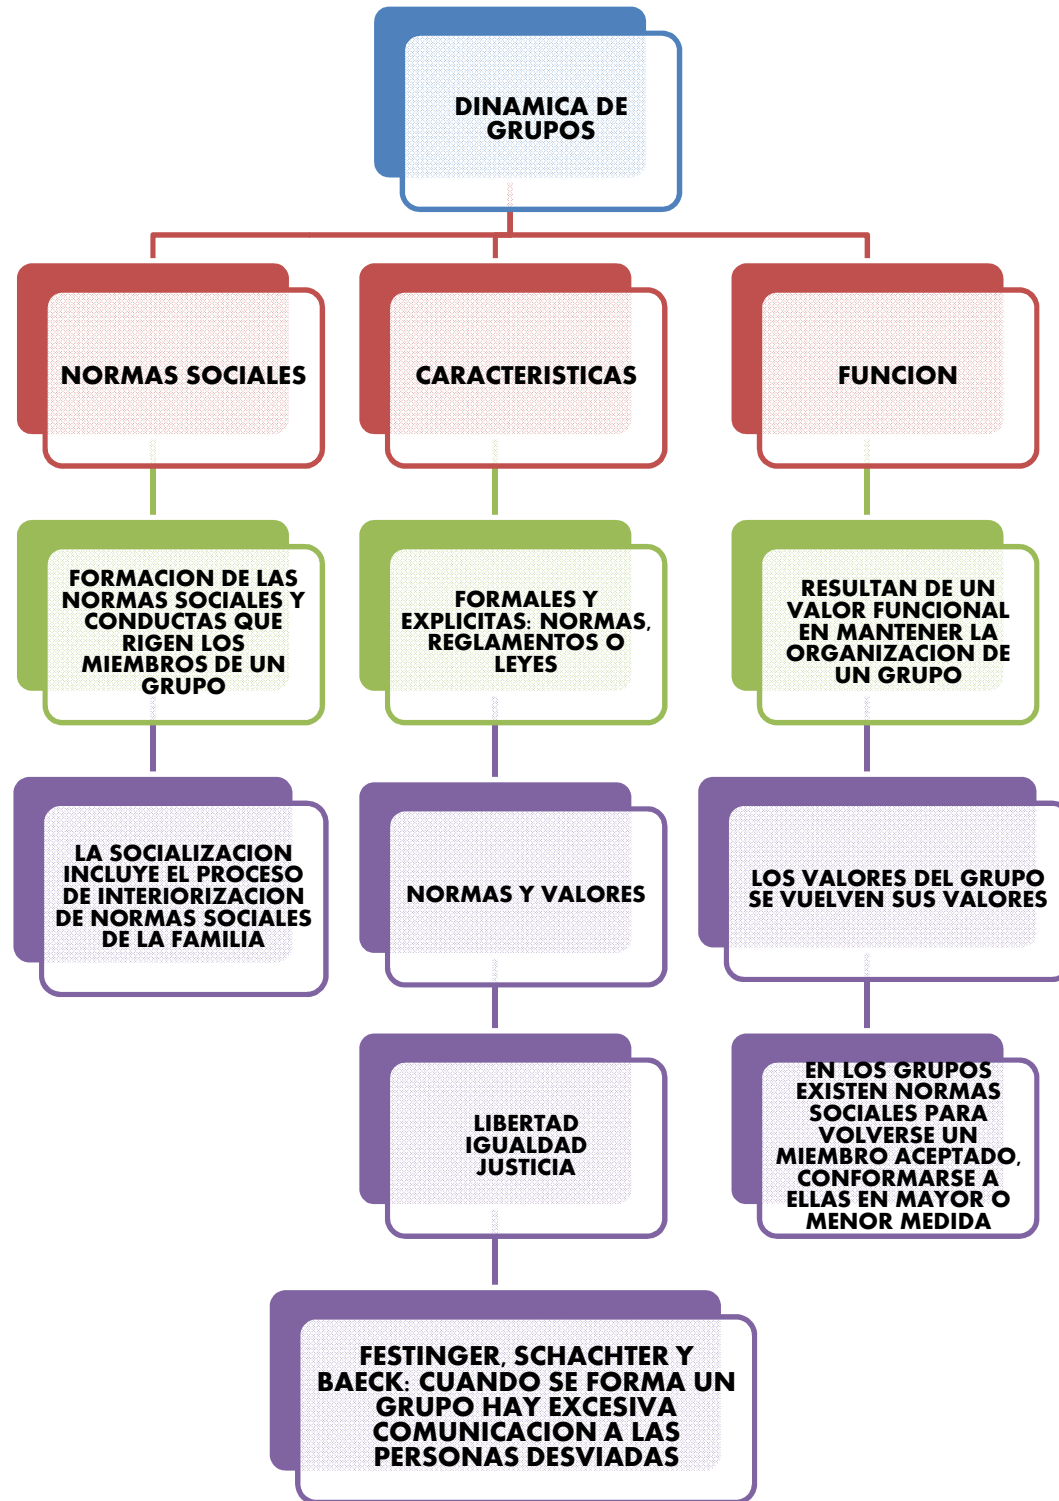 DINAMICA DE
GRUPOS
NORMAS SOCIALES
CARACTERISTICAS
FUNCION
FORMACION DE LAS
NORMAS SOCIALES Y
CONDUCTAS QUE
RIGEN LOS
MIEMBROS DE UN
GRUPO
FORMALES Y
EXPLICITAS: NORMAS,
REGLAMENTOS O
LEYES
RESULTAN DE UN
VALOR FUNCIONAL
EN MANTENER LA
ORGANIZACION DE
UN GRUPO
LA SOCIALIZACION
INCLUYE EL PROCESO
DE INTERIORIZACION
DE NORMAS SOCIALES
DE LA FAMILIA
NORMAS Y VALORES
LOS VALORES DEL GRUPO
SE VUELVEN SUS VALORES
LIBERTAD
IGUALDAD
JUSTICIA
EN LOS GRUPOS
EXISTEN NORMAS
SOCIALES PARA
VOLVERSE UN
MIEMBRO ACEPTADO,
CONFORMARSE A
ELLAS EN MAYOR O
MENOR MEDIDA
FESTINGER, SCHACHTER Y
BAECK: CUANDO SE FORMA UN
GRUPO HAY EXCESIVA
COMUNICACION A LAS
PERSONAS DESVIADAS